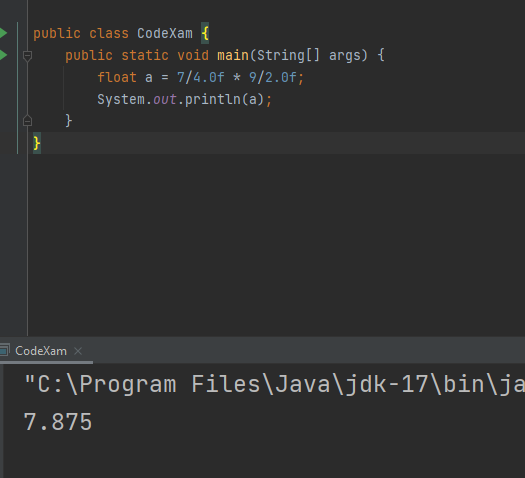 public class CodeXam {
public static void main(String[] args) {
float a = 7/4.0f * 9/2.0f;
System.out.println(a);
}
}
CodeXam
"C:\Program Files\Java\jdk-17\bin\ja
7.875